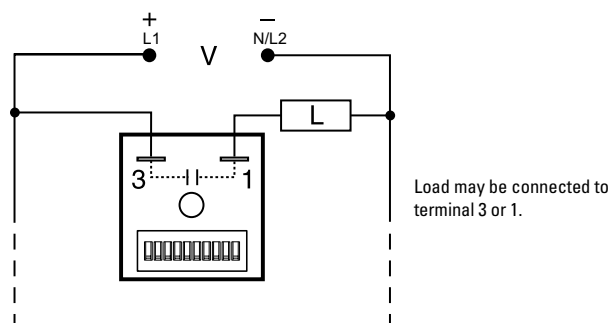 + −
L1 N/L2
V
L
3 1
Load may be connected to
terminal 3 or 1.